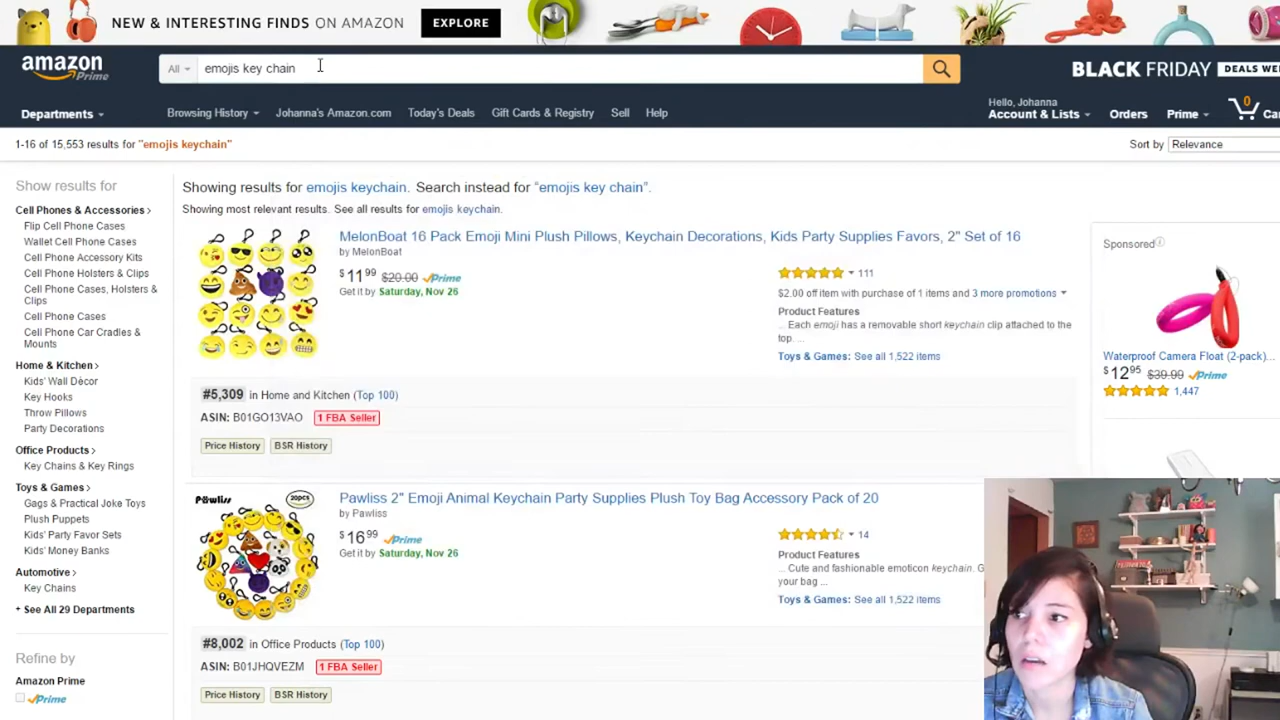 NEW & INTERESTING FINDS ON AMAZON EXPLORE
amazon Prime
All
emojis key chain
BLACK FRIDAY DEALS WE
Departments
Browsing History
Johanna's Amazon.com
Today's Deals
Gift Cards & Registry
Sell
Help
Hello, Johanna
Account & Lists
Orders
Prime
0
Ca
1-16 of 15,553 results for "emojis keychain"
Sort by Relevance
Show results for
Cell Phones & Accessories
Flip Cell Phone Cases
Wallet Cell Phone Cases
Cell Phone Accessory Kits
Cell Phone Holsters & Clips
Cell Phone Cases, Holsters &
Clips
Cell Phone Cases
Cell Phone Car Cradles &
Mounts
Home & Kitchen
Kids' Wall Décor
Key Hooks
Throw Pillows
Party Decorations
Office Products
Key Chains & Key Rings
Toys & Games
Gags & Practical Joke Toys
Plush Puppets
Kids' Party Favor Sets
Kids' Money Banks
Automotive
Key Chains
+ See All 29 Departments
Refine by
Amazon Prime
Prime
Showing results for emojis keychain. Search instead for "emojis key chain".
Showing most relevant results. See all results for emojis keychain.
MelonBoat 16 Pack Emoji Mini Plush Pillows, Keychain Decorations, Kids Party Supplies Favors, 2" Set of 16
by MelonBoat
$11 99 $20.00 Prime
Get it by Saturday, Nov 26
111
$2.00 off item with purchase of 1 items and 3 more promotions
Product Features
... Each emoji has a removable short keychain clip attached to the
top. ...
Toys & Games: See all 1,522 items
#5,309 in Home and Kitchen (Top 100)
ASIN: B01GO13VAO 1 FBA Seller
Price History BSR History
Pawliss 20pcs
Pawliss 2" Emoji Animal Keychain Party Supplies Plush Toy Bag Accessory Pack of 20
by Pawliss
$16 99 Prime
Get it by Saturday, Nov 26
14
Product Features
... Cute and fashionable emoticon keychain. G
your bag ...
Toys & Games: See all 1,522 items
#8,002 in Office Products (Top 100)
ASIN: B01JHQVEZM 1 FBA Seller
Price History BSR History
Sponsored
Waterproof Camera Float (2-pack)...
$12 95 $39.99 Prime
1,447